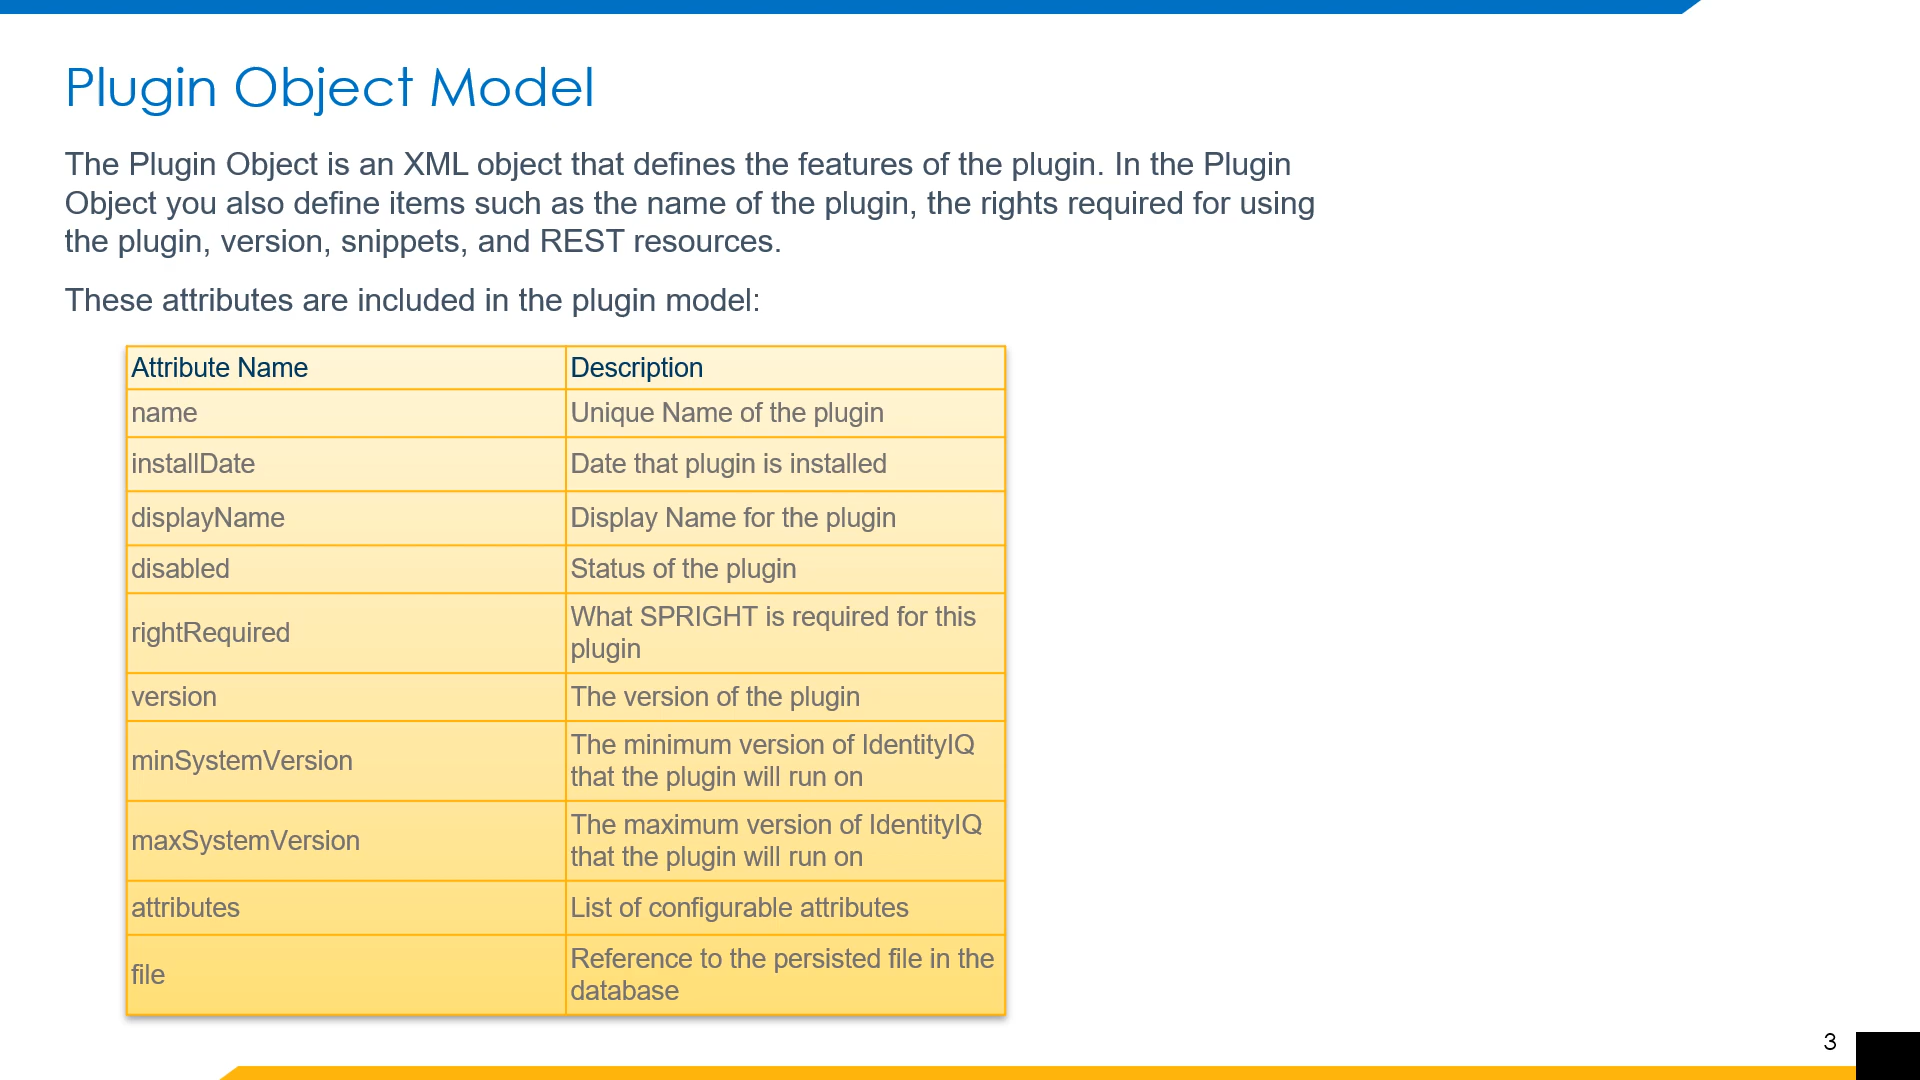 Plugin Object Model
The Plugin Object is an XML object that defines the features of the plugin. In the Plugin
Object you also define items such as the name of the plugin, the rights required for using
the plugin, version, snippets, and REST resources.
These attributes are included in the plugin model:
Attribute Name Description
name Unique Name of the plugin
installDate Date that plugin is installed
displayName Display Name for the plugin
disabled Status of the plugin
rightRequired What SPRIGHT is required for this
plugin
version The version of the plugin
minSystemVersion The minimum version of IdentityIQ
that the plugin will run on
maxSystemVersion The maximum version of IdentityIQ
that the plugin will run on
attributes List of configurable attributes
file Reference to the persisted file in the
database
3